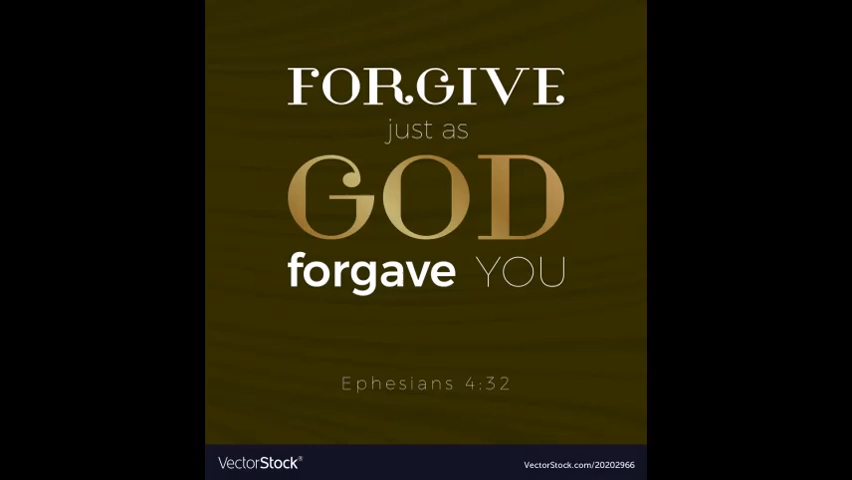 FORGIVE
just as
GOD
forgave YOU
Ephesians 4:32
VectorStock® VectorStock.com/20202966